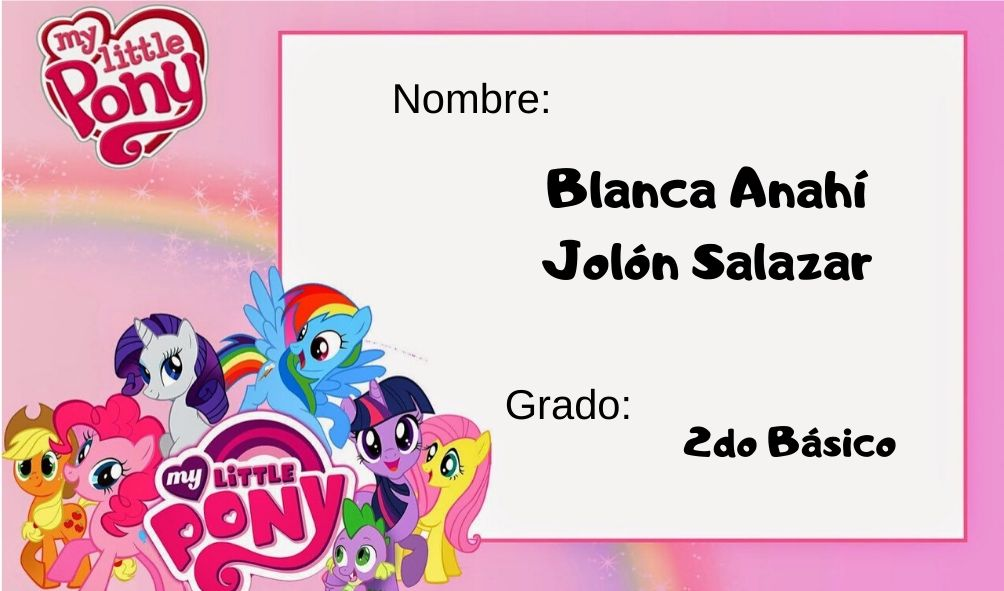 my
little
Pony
Nombre:
Blanca Anahí
Jolón Salazar
Grado:
2do Básico
my LiTTLE
PONY